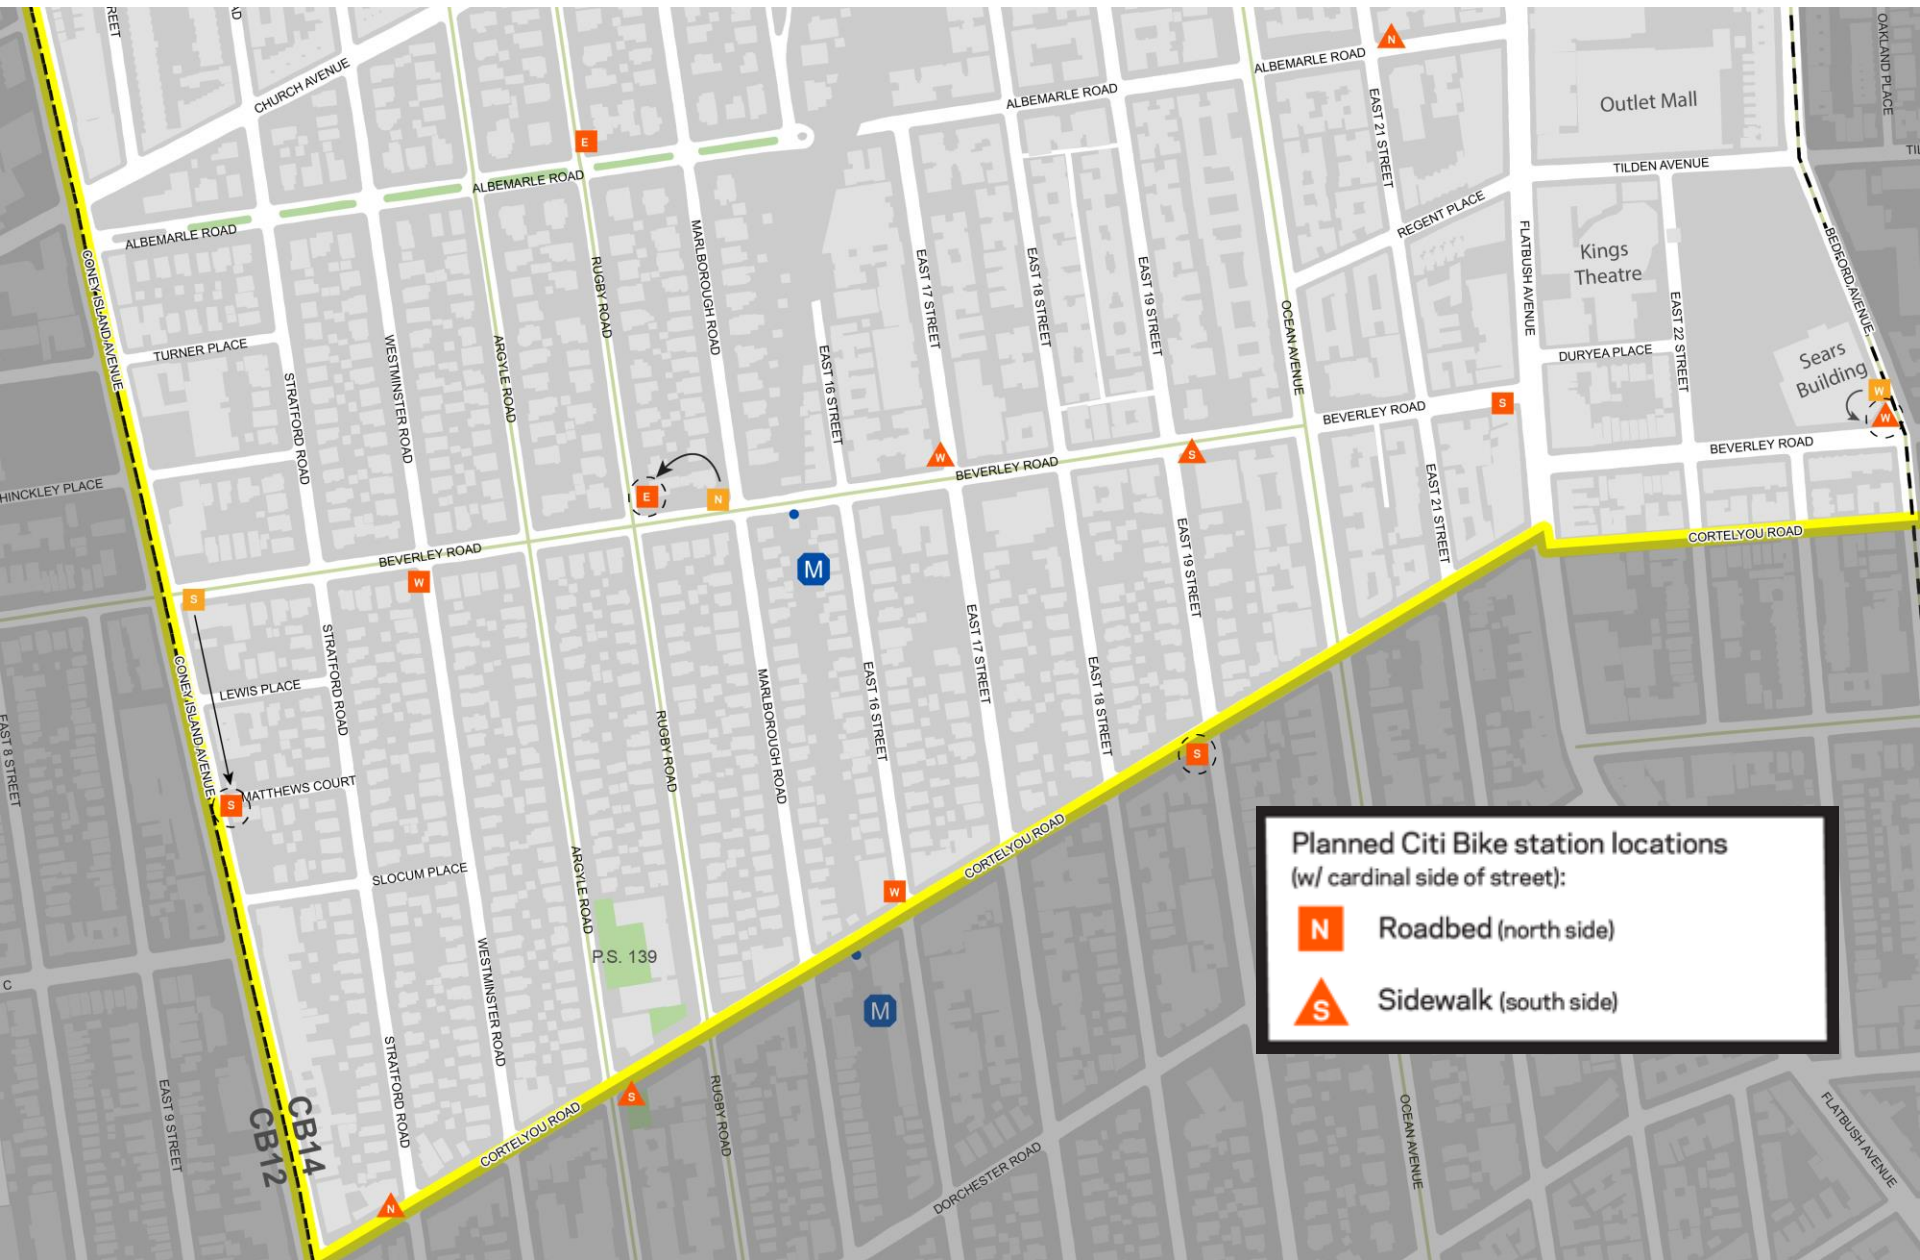 CHURCH AVENUE
ALBEMARLE ROAD
ALBEMARLE ROAD
ALBEMARLE ROAD
ALBEMARLE ROAD
N
E
OAKLAND PLACE
Outlet Mall
TILDEN AVENUE
EAST 21 STREET
REGENT PLACE
FLATBUSH AVENUE
Kings
Theatre
BEDFORD AVENUE
CONEY ISLAND AVENUE
TURNER PLACE
STRATFORD ROAD
WESTMINSTER ROAD
ARGYLE ROAD
RUGBY ROAD
MARLBOROUGH ROAD
EAST 16 STREET
EAST 17 STREET
EAST 18 STREET
EAST 19 STREET
OCEAN AVENUE
EAST 22 STREET
DURYEA PLACE
Sears
Building
W
W
S
BEVERLEY ROAD
BEVERLEY ROAD
BEVERLEY ROAD
BEVERLEY ROAD
W
S
E
N
HINCKLEY PLACE
EAST 21 STREET
EAST 19 STREET
CORTELYOU ROAD
M
W
S
STRATFORD ROAD
LEWIS PLACE
CONEY ISLAND AVENUE
MATTHEWS COURT
S
EAST 8 STREET
RUGBY ROAD
MARLBOROUGH ROAD
EAST 16 STREET
EAST 17 STREET
EAST 18 STREET
S
SLOCUM PLACE
ARGYLE ROAD
W
CORTELYOU ROAD
P.S. 139
M
C
WESTMINSTER ROAD
STRATFORD ROAD
EAST 9 STREET
CB14
CB12
CORTELYOU ROAD
S
RUGBY ROAD
N
DORCHESTER ROAD
OCEAN AVENUE
FLATBUSH AVENUE
Planned Citi Bike station locations
(w/ cardinal side of street):
N Roadbed (north side)
S Sidewalk (south side)